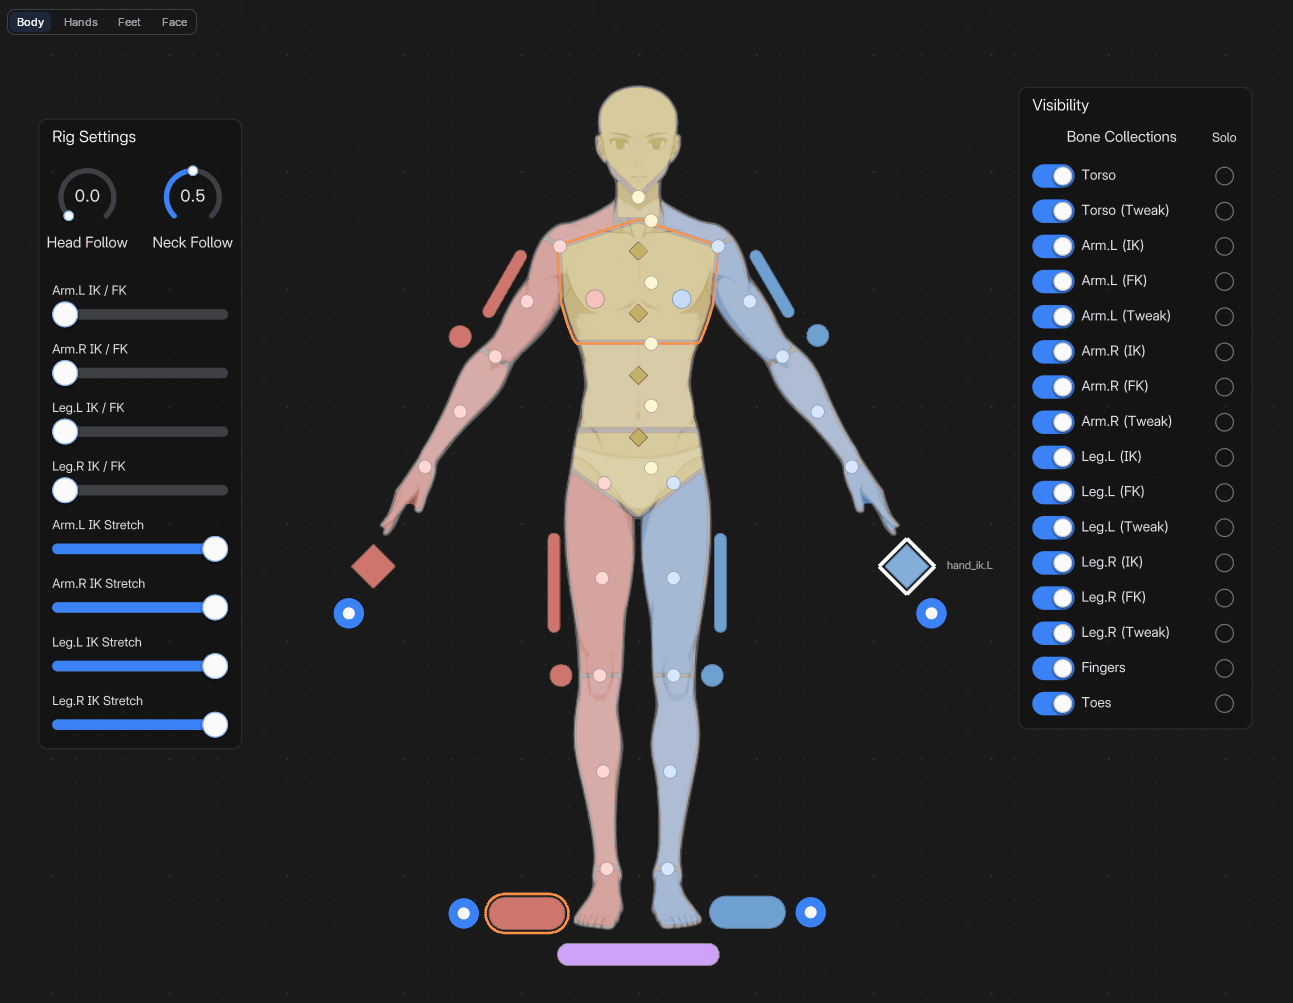 Body Hands Feet Face
Rig Settings
0.0 0.5
Head Follow Neck Follow
Arm.L IK / FK
Arm.R IK / FK
Leg.L IK / FK
Leg.R IK / FK
Arm.L IK Stretch
Arm.R IK Stretch
Leg.L IK Stretch
Leg.R IK Stretch
hand_ik.L
Visibility
Bone Collections Solo
Torso
Torso (Tweak)
Arm.L (IK)
Arm.L (FK)
Arm.L (Tweak)
Arm.R (IK)
Arm.R (FK)
Arm.R (Tweak)
Leg.L (IK)
Leg.L (FK)
Leg.L (Tweak)
Leg.R (IK)
Leg.R (FK)
Leg.R (Tweak)
Fingers
Toes